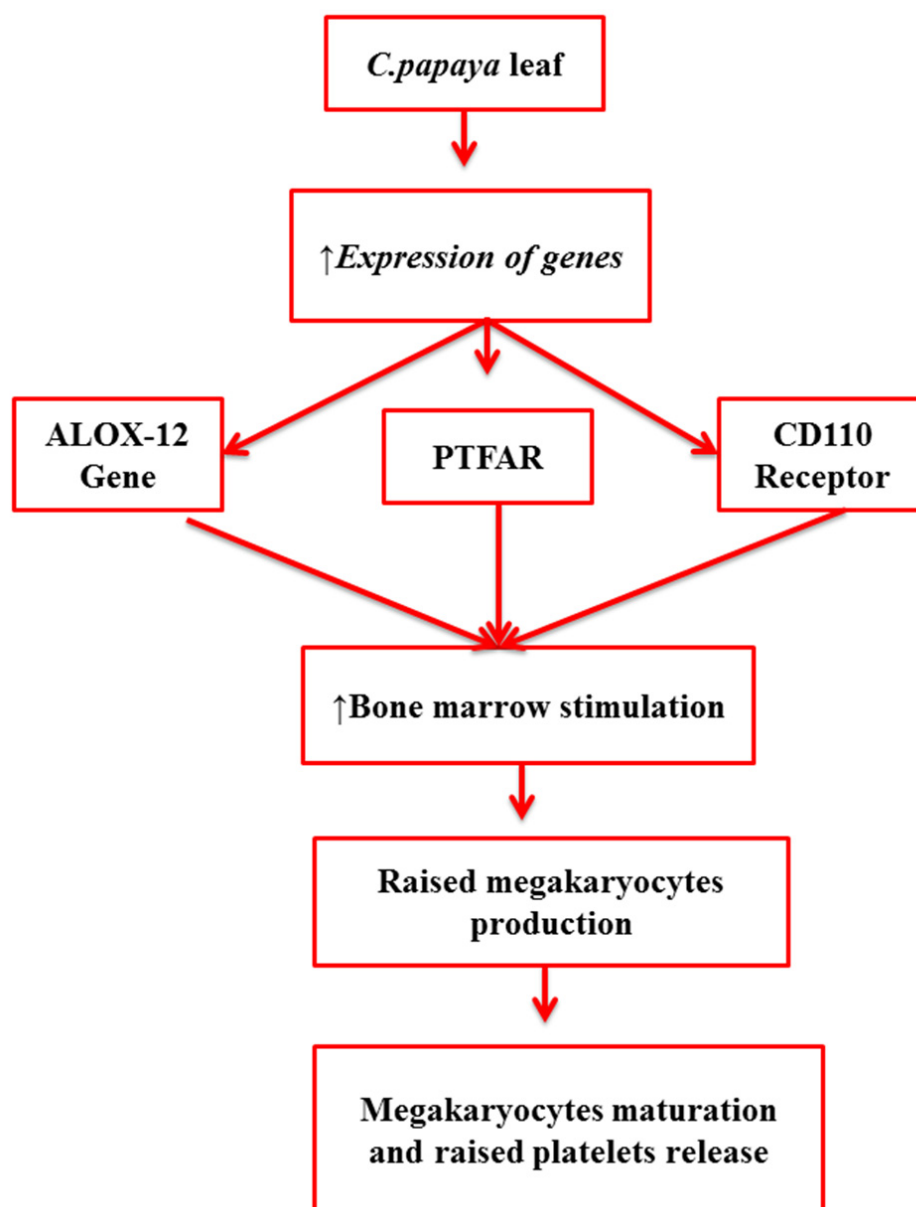 C.papaya leaf
↑Expression of genes
ALOX-12
Gene
PTFAR
CD110
Receptor
↑Bone marrow stimulation
Raised megakaryocytes
production
Megakaryocytes maturation
and raised platelets release